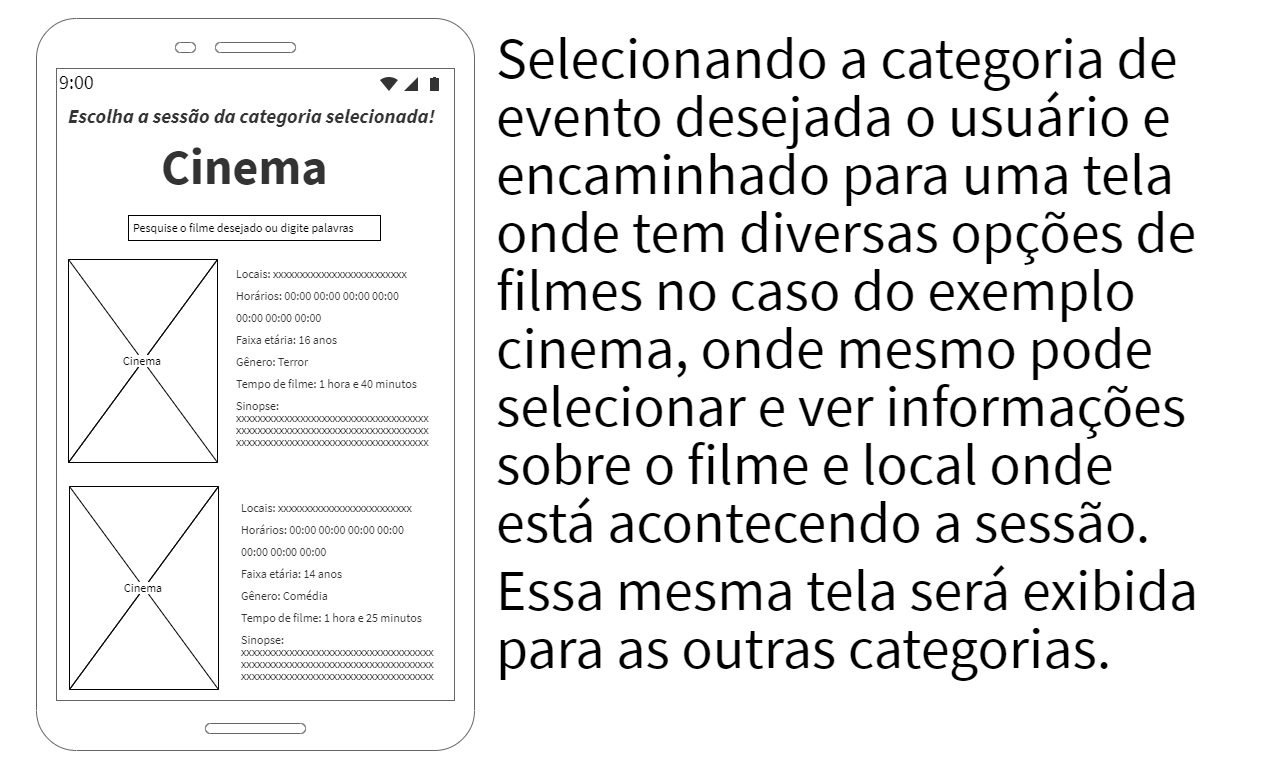 9:00
Escolha a sessão da categoria selecionada!
Cinema
Pesquise o filme desejado ou digite palavras
Cinema
Locais: xxxxxxxxxxxxxxxxxxxxxxxxx
Horários: 00:00 00:00 00:00 00:00
00:00 00:00 00:00
Faixa etária: 16 anos
Gênero: Terror
Tempo de filme: 1 hora e 40 minutos
Sinopse:
xxxxxxxxxxxxxxxxxxxxxxxxxxxxxxxxxxxx
xxxxxxxxxxxxxxxxxxxxxxxxxxxxxxxxxxxx
xxxxxxxxxxxxxxxxxxxxxxxxxxxxxxxxxxxx
Cinema
Locais: xxxxxxxxxxxxxxxxxxxxxxxxx
Horários: 00:00 00:00 00:00 00:00
00:00 00:00 00:00
Faixa etária: 14 anos
Gênero: Comédia
Tempo de filme: 1 hora e 25 minutos
Sinopse:
xxxxxxxxxxxxxxxxxxxxxxxxxxxxxxxxxxxx
xxxxxxxxxxxxxxxxxxxxxxxxxxxxxxxxxxxx
xxxxxxxxxxxxxxxxxxxxxxxxxxxxxxxxxxxx
Selecionando a categoria de
evento desejada o usuário e
encaminhado para uma tela
onde tem diversas opções de
filmes no caso do exemplo
cinema, onde mesmo pode
selecionar e ver informações
sobre o filme e local onde
está acontecendo a sessão.
Essa mesma tela será exibida
para as outras categorias.